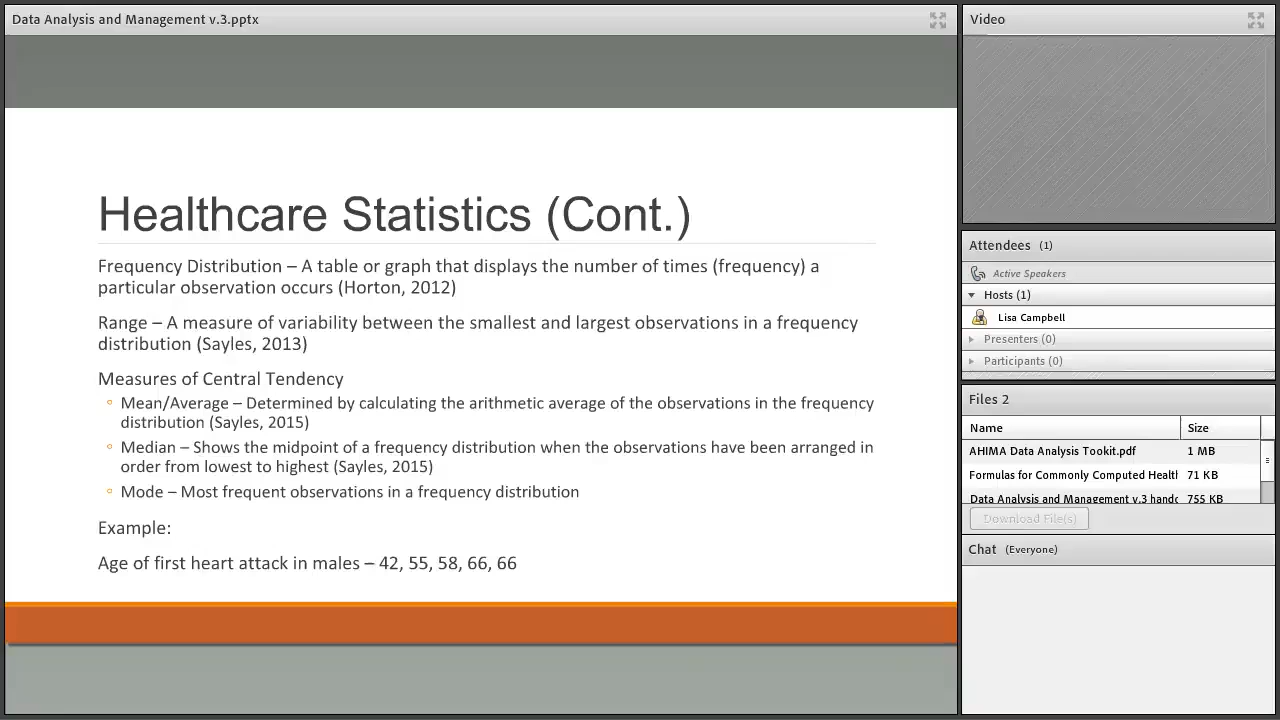 Data Analysis and Management v.3.pptx
Healthcare Statistics (Cont.)
Frequency Distribution – A table or graph that displays the number of times (frequency) a
particular observation occurs (Horton, 2012)
Range – A measure of variability between the smallest and largest observations in a frequency
distribution (Sayles, 2013)
Measures of Central Tendency
◦ Mean/Average – Determined by calculating the arithmetic average of the observations in the frequency
distribution (Sayles, 2015)
◦ Median – Shows the midpoint of a frequency distribution when the observations have been arranged in
order from lowest to highest (Sayles, 2015)
◦ Mode – Most frequent observations in a frequency distribution
Example:
Age of first heart attack in males – 42, 55, 58, 66, 66
Video
Attendees (1)
Active Speakers
Hosts (1)
Lisa Campbell
Presenters (0)
Participants (0)
Files 2
Name Size
AHIMA Data Analysis Tookit.pdf 1 MB
Formulas for Commonly Computed Healt 71 KB
Data Analysis and Management v.3 hand 755 KB
Download File(s)
Chat (Everyone)